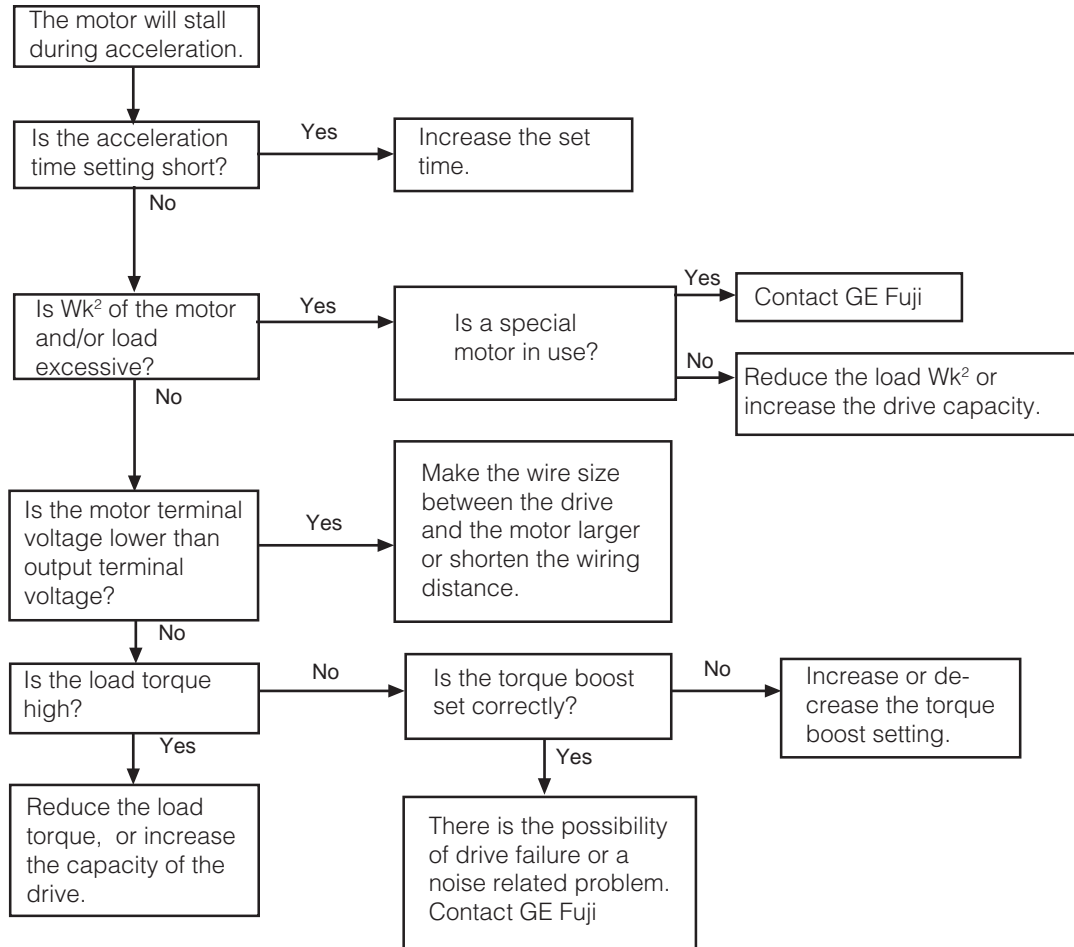 The motor will stall
during acceleration.
Is the acceleration
time setting short?
Yes
Increase the set
time.
No
Is Wk² of the motor
and/or load
excessive?
Yes
Is a special
motor in use?
Yes
Contact GE Fuji
No
Reduce the load Wk² or
increase the drive capacity.
No
Is the motor terminal
voltage lower than
output terminal
voltage?
Yes
Make the wire size
between the drive
and the motor larger
or shorten the wiring
distance.
No
Is the load torque
high?
No
Is the torque boost
set correctly?
No
Increase or de-
crease the torque
boost setting.
Yes
Reduce the load
torque, or increase
the capacity of the
drive.
Yes
There is the possibility
of drive failure or a
noise related problem.
Contact GE Fuji